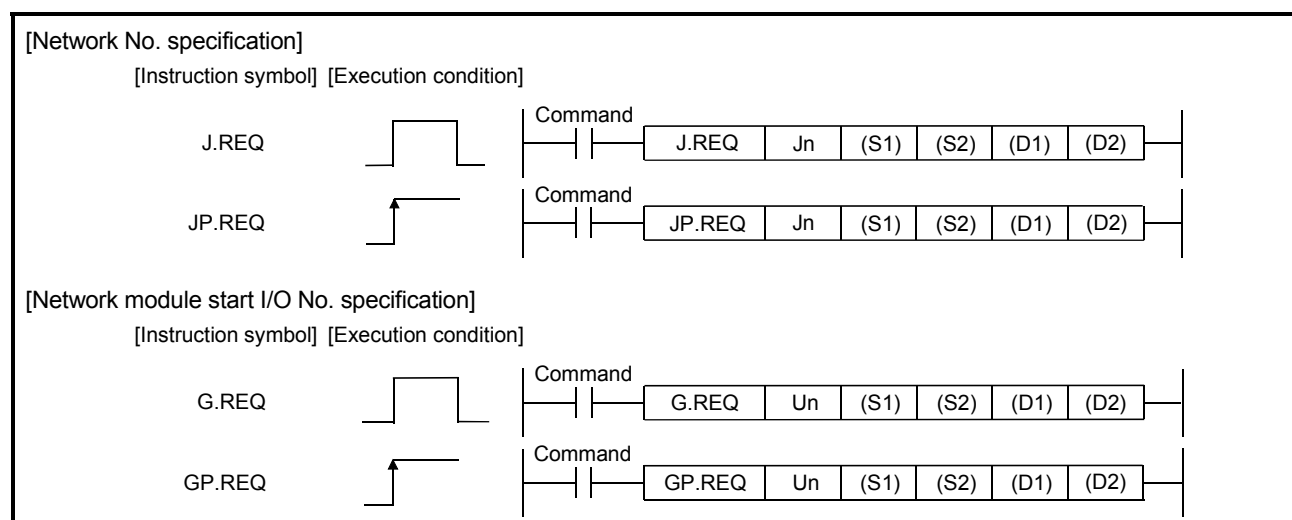 [Network No. specification]
[Instruction symbol] [Execution condition]
Command
J.REQ J.REQ Jn (S1) (S2) (D1) (D2)
Command
JP.REQ JP.REQ Jn (S1) (S2) (D1) (D2)
[Network module start I/O No. specification]
[Instruction symbol] [Execution condition]
Command
G.REQ G.REQ Un (S1) (S2) (D1) (D2)
Command
GP.REQ GP.REQ Un (S1) (S2) (D1) (D2)